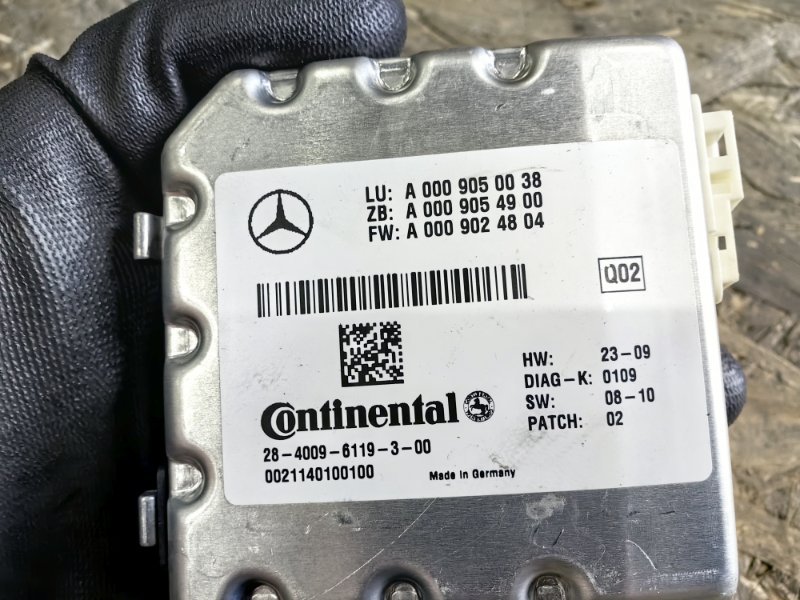 LU: A 000 905 00 38
ZB: A 000 905 49 00
FW: A 000 902 48 04
Q02
HW: 23-09
DIAG-K: 0109
SW: 08-10
PATCH: 02
Continental
28-4009-6119-3-00
0021140100100
Made in Germany